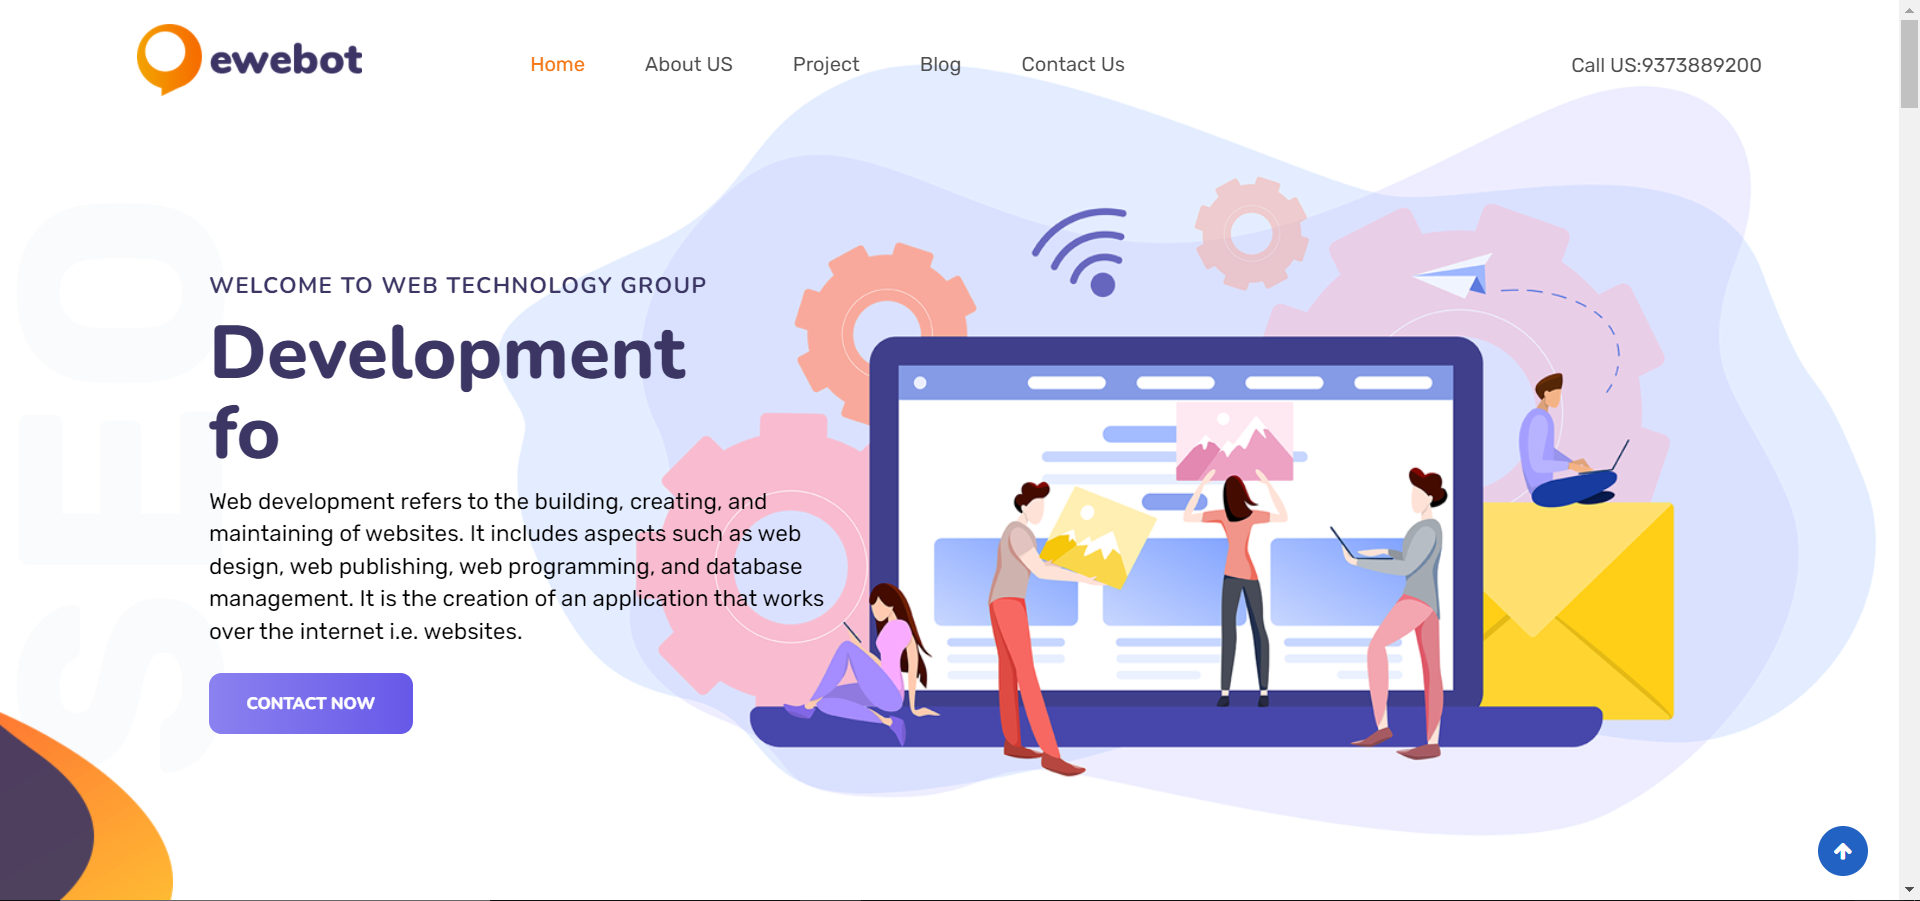 ewebot
Home
About US
Project
Blog
Contact Us
Call US:9373889200
SEO
WELCOME TO WEB TECHNOLOGY GROUP
Development
fo
Web development refers to the building, creating, and
maintaining of websites. It includes aspects such as web
design, web publishing, web programming, and database
management. It is the creation of an application that works
over the internet i.e. websites.
CONTACT NOW